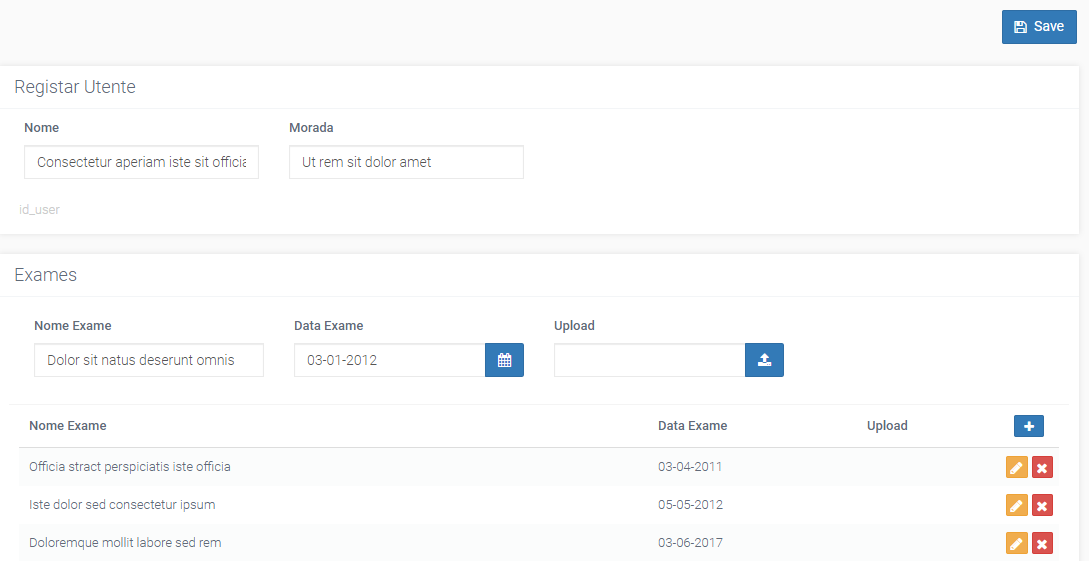 Save
Registar Utente
Nome Morada
Consectetur aperiam iste sit officia Ut rem sit dolor amet
id_user
Exames
Nome Exame Data Exame Upload
Dolor sit natus deserunt omnis 03-01-2012
Nome Exame Data Exame Upload
Officia stract perspiciatis iste officia 03-04-2011
Iste dolor sed consectetur ipsum 05-05-2012
Doloremque mollit labore sed rem 03-06-2017